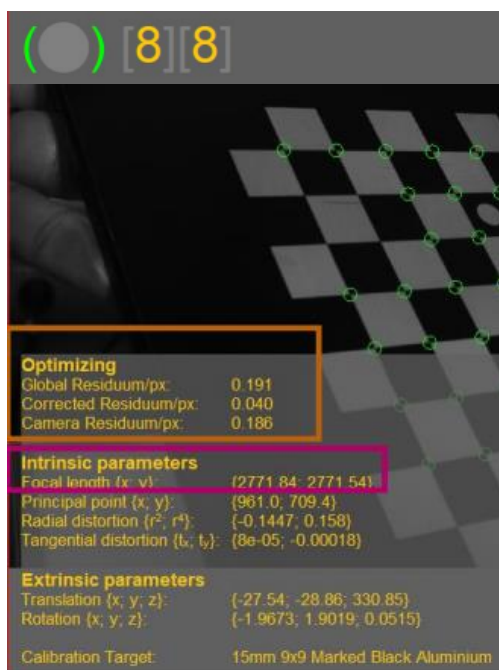 () [8][8]
Optimizing
Global Residuum/px: 0.191
Corrected Residuum/px: 0.040
Camera Residuum/px: 0.186
Intrinsic parameters
Focal length {x; y}: {2771.84; 2771.54}
Principal point {x; y}: {961.0; 709.4}
Radial distortion {r²; r⁴}: {-0.1447; 0.158}
Tangential distortion {tₓ; tᵧ}: {8e-05; -0.00018}
Extrinsic parameters
Translation {x; y; z}: {-27.54; -28.86; 330.85}
Rotation {x; y; z}: {-1.9673; 1.9019; 0.0515}
Calibration Target: 15mm 9x9 Marked Black Aluminium